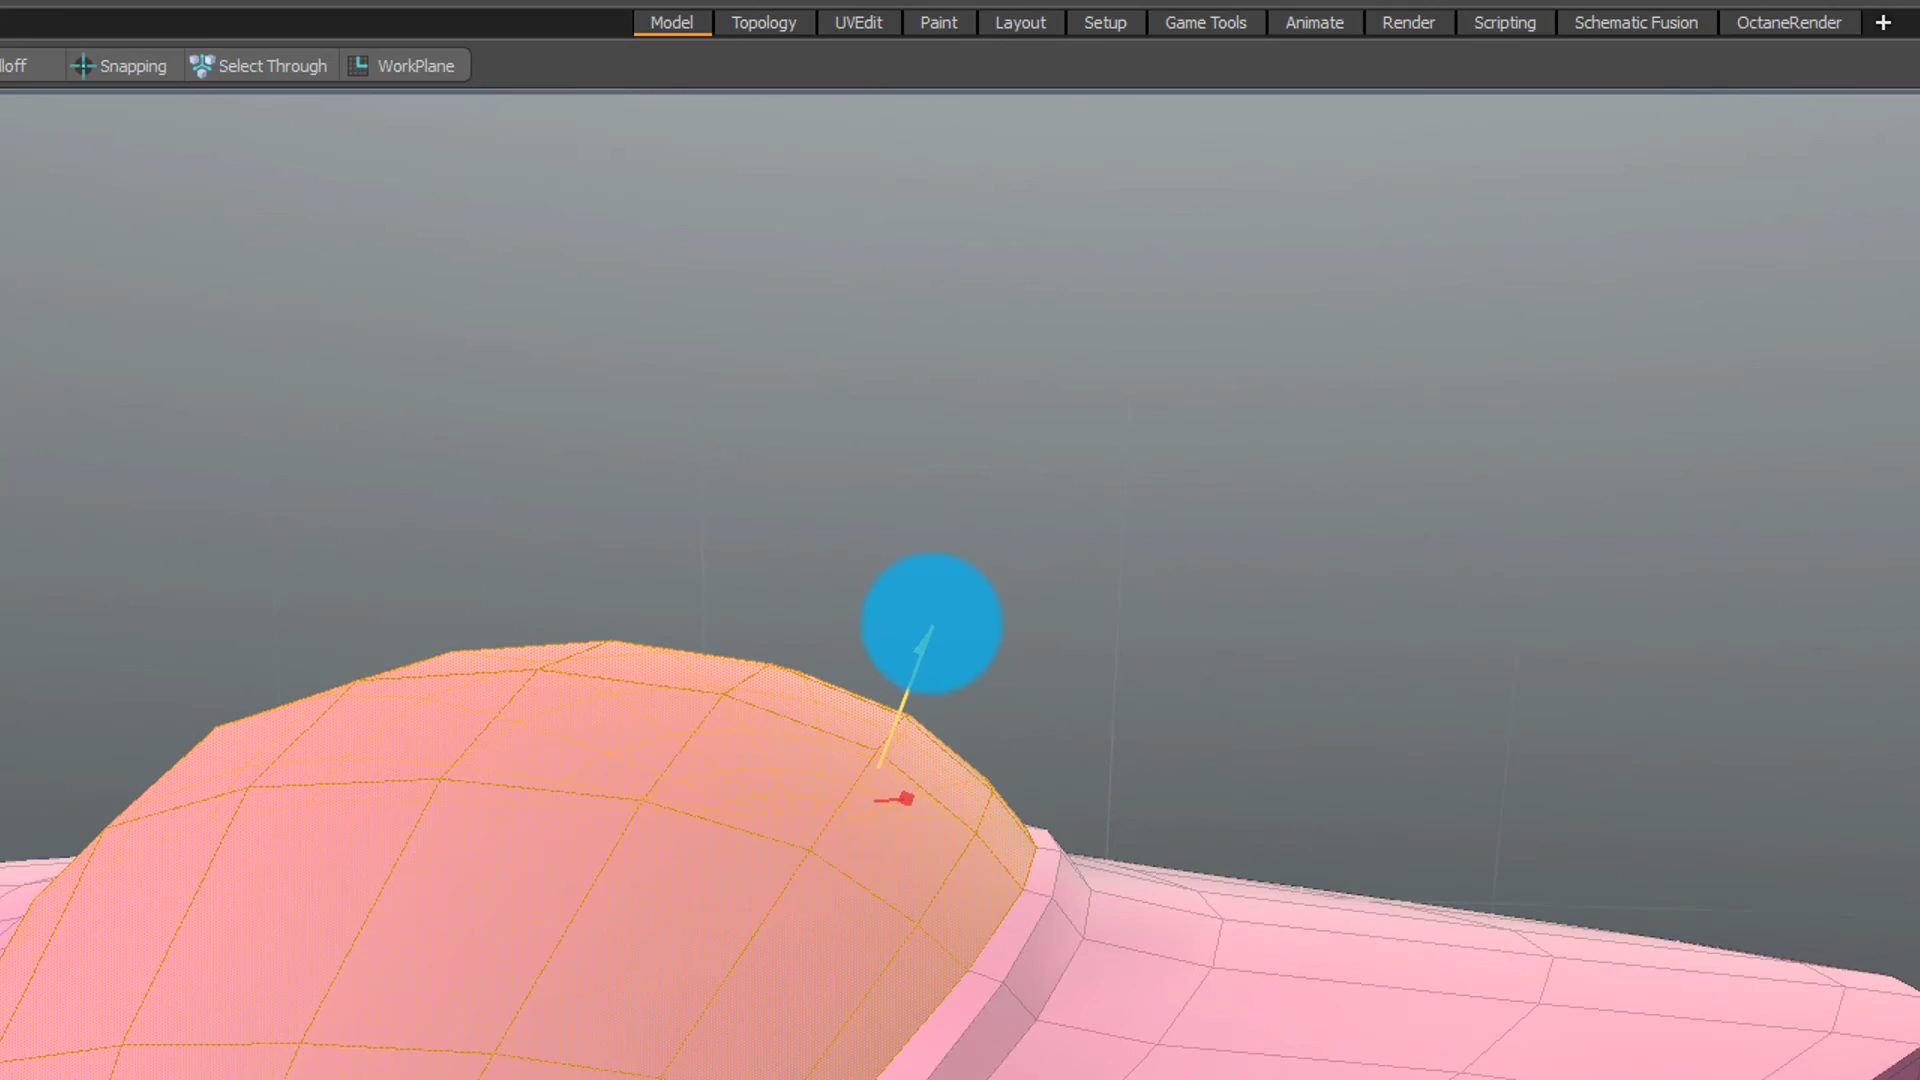 Model Topology UVEdit Paint Layout Setup Game Tools Animate Render Scripting Schematic Fusion OctaneRender +
lloff Snapping Select Through WorkPlane